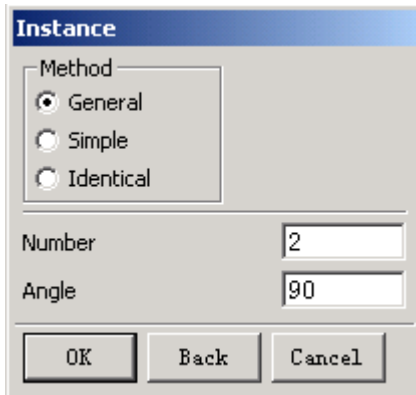 Instance
Method
General
Simple
Identical
Number 2
Angle 90
OK Back Cancel